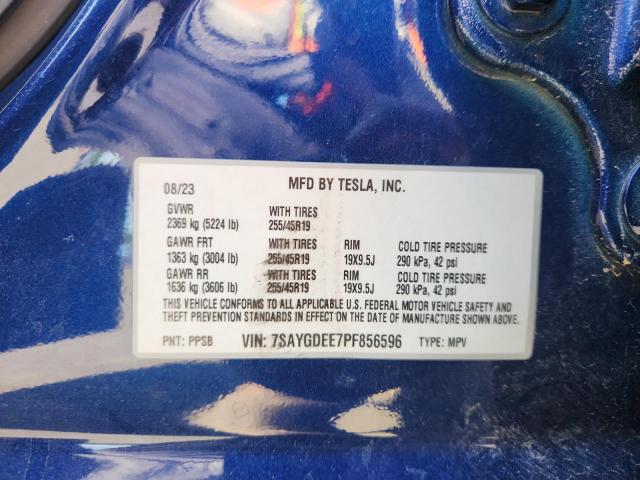 08/23 MFD BY TESLA, INC.
GVWR WITH TIRES
2369 kg (5224 lb) 255/45R19
GAWR FRT WITH TIRES RIM COLD TIRE PRESSURE
1363 kg (3004 lb) 255/45R19 19X9.5J 290 kPa, 42 psi
GAWR RR WITH TIRES RIM COLD TIRE PRESSURE
1636 kg (3606 lb) 255/45R19 19X9.5J 290 kPa, 42 psi
THIS VEHICLE CONFORMS TO ALL APPLICABLE U.S. FEDERAL MOTOR VEHICLE SAFETY AND
THEFT PREVENTION STANDARDS IN EFFECT ON THE DATE OF MANUFACTURE SHOWN ABOVE.
PNT: PPSB VIN: 7SAYGDEE7PF856596 TYPE: MPV